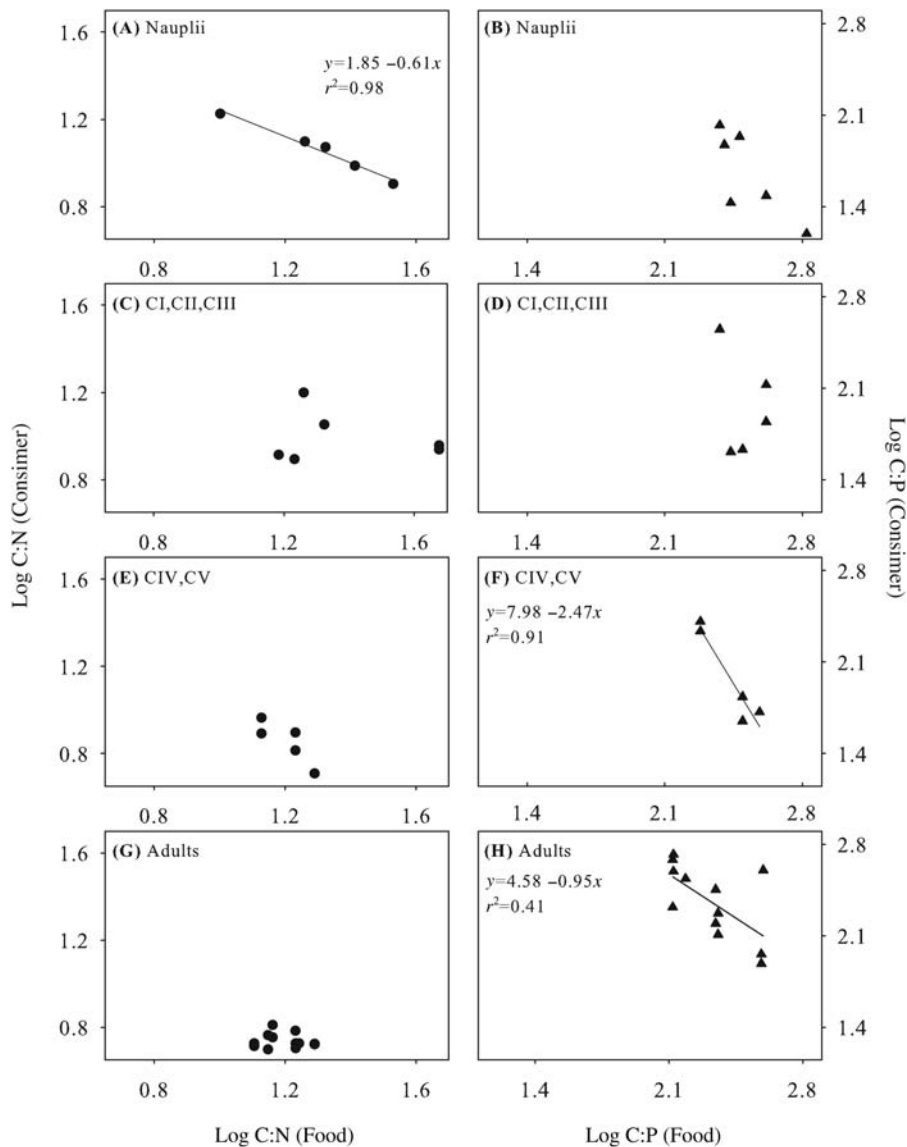 (A) Nauplii
y=1.85 −0.61x
r²=0.98
1.6
1.2
0.8
0.8
1.2
1.6
(B) Nauplii
2.8
2.1
1.4
1.4
2.1
2.8
(C) CI,CII,CIII
1.6
1.2
0.8
0.8
1.2
1.6
(D) CI,CII,CIII
2.8
2.1
1.4
1.4
2.1
2.8
(E) CIV,CV
1.6
1.2
0.8
0.8
1.2
1.6
(F) CIV,CV
y=7.98 −2.47x
r²=0.91
2.8
2.1
1.4
1.4
2.1
2.8
(G) Adults
1.6
1.2
0.8
0.8
1.2
1.6
(H) Adults
y=4.58 −0.95x
r²=0.41
2.8
2.1
1.4
1.4
2.1
2.8
Log C:N (Consimer)
Log C:P (Consimer)
Log C:N (Food)
Log C:P (Food)